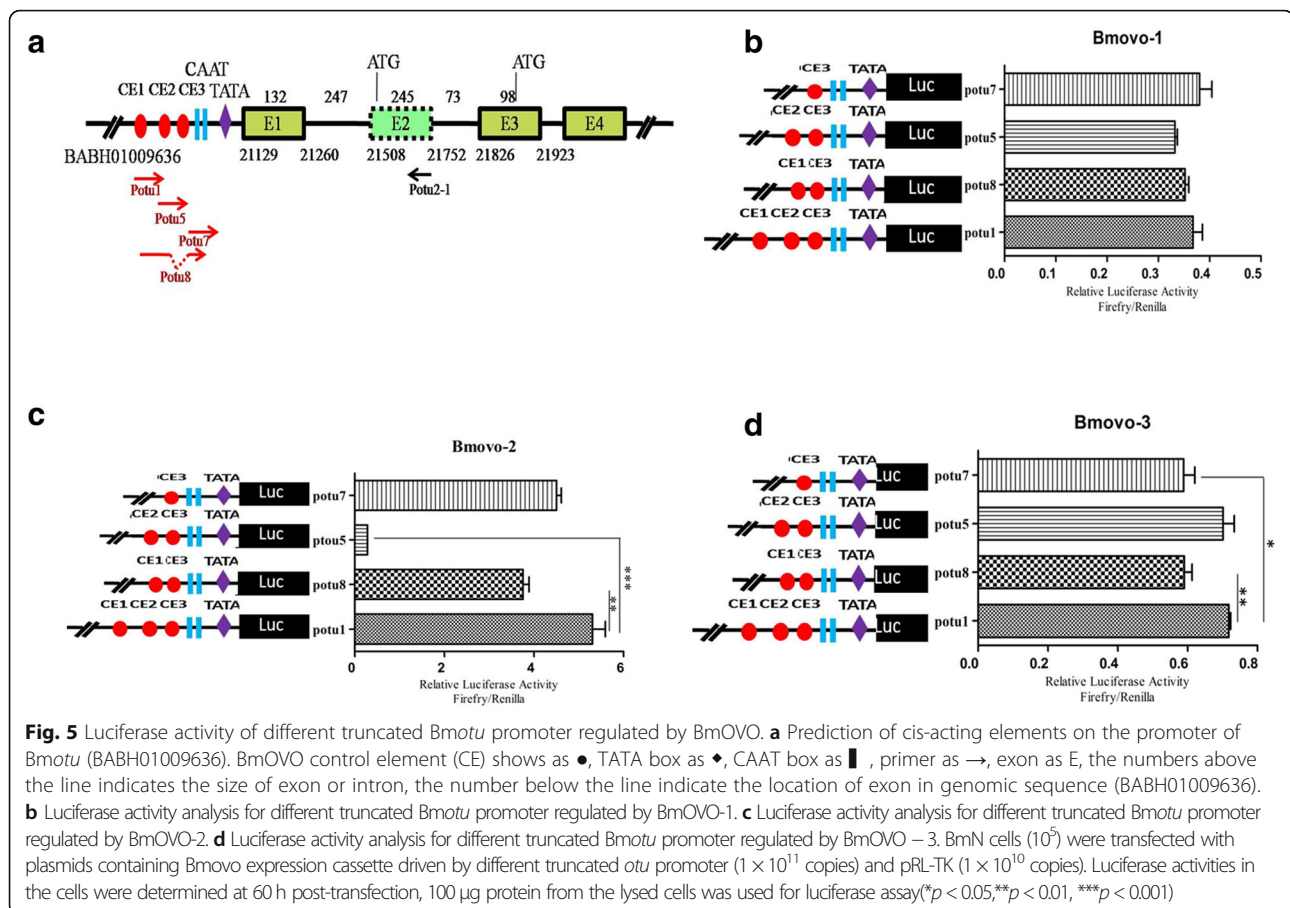 a
ATG
ATG
CAAT
CE1 CE2 CE3 TATA
132 247 245 73 98
E1 E2 E3 E4
BABH01009636 21129 21260 21508 21752 21826 21923
Potu1
Potu2-1
Potu5
Potu7
Potu8
b
Bmovo-1
CE3 TATA
Luc potu7
CE2 CE3 TATA
Luc potu5
CE1 CE3 TATA
Luc potu8
CE1 CE2 CE3 TATA
Luc potu1
0.0 0.1 0.2 0.3 0.4 0.5
Relative Luciferase Activity
Firefry/Renilla
c
Bmovo-2
CE3 TATA
Luc potu7
CE2 CE3 TATA
Luc ptou5
CE1 CE3 TATA
Luc potu8
CE1 CE2 CE3 TATA
Luc potu1
**
***
0 2 4 6
Relative Luciferase Activity
Firefry/Renilla
d
Bmovo-3
CE3 TATA
Luc potu7
CE2 CE3 TATA
Luc potu5
CE1 CE3 TATA
Luc potu8
CE1 CE2 CE3 TATA
Luc potu1
**
*
0.0 0.2 0.4 0.6 0.8
Relative Luciferase Activity
Firefry/Renilla
Fig. 5 Luciferase activity of different truncated Bmotu promoter regulated by BmOVO. a Prediction of cis-acting elements on the promoter of
Bmotu (BABH01009636). BmOVO control element (CE) shows as ●, TATA box as ◆, CAAT box as ▌ , primer as →, exon as E, the numbers above
the line indicates the size of exon or intron, the number below the line indicate the location of exon in genomic sequence (BABH01009636).
b Luciferase activity analysis for different truncated Bmotu promoter regulated by BmOVO-1. c Luciferase activity analysis for different truncated Bmotu promoter
regulated by BmOVO-2. d Luciferase activity analysis for different truncated Bmotu promoter regulated by BmOVO − 3. BmN cells (10⁵) were transfected with
plasmids containing Bmovo expression cassette driven by different truncated otu promoter (1 × 10¹¹ copies) and pRL-TK (1 × 10¹⁰ copies). Luciferase activities in
the cells were determined at 60 h post-transfection, 100 μg protein from the lysed cells was used for luciferase assay(*p < 0.05,**p < 0.01, ***p < 0.001)